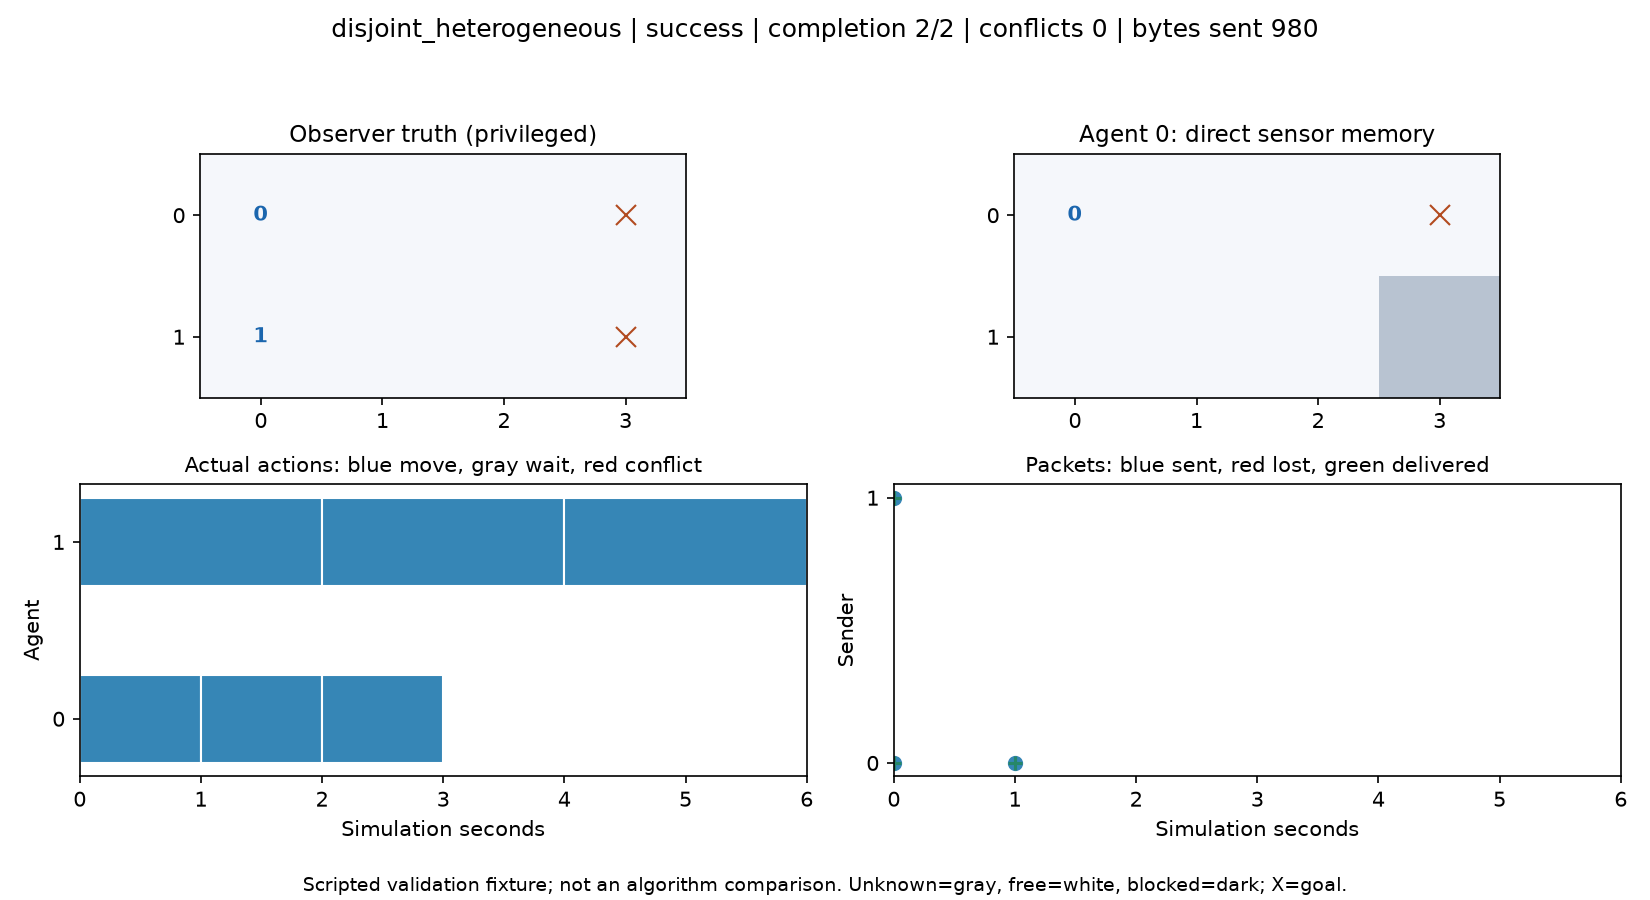 disjoint_heterogeneous | success | completion 2/2 | conflicts 0 | bytes sent 980
Observer truth (privileged)
0
0
1
1
0 1 2 3
Agent 0: direct sensor memory
0
0
1
0 1 2 3
Actual actions: blue move, gray wait, red conflict
1
0
Agent
0 1 2 3 4 5 6
Simulation seconds
Packets: blue sent, red lost, green delivered
1
0
Sender
0 1 2 3 4 5 6
Simulation seconds
Scripted validation fixture; not an algorithm comparison. Unknown=gray, free=white, blocked=dark; X=goal.